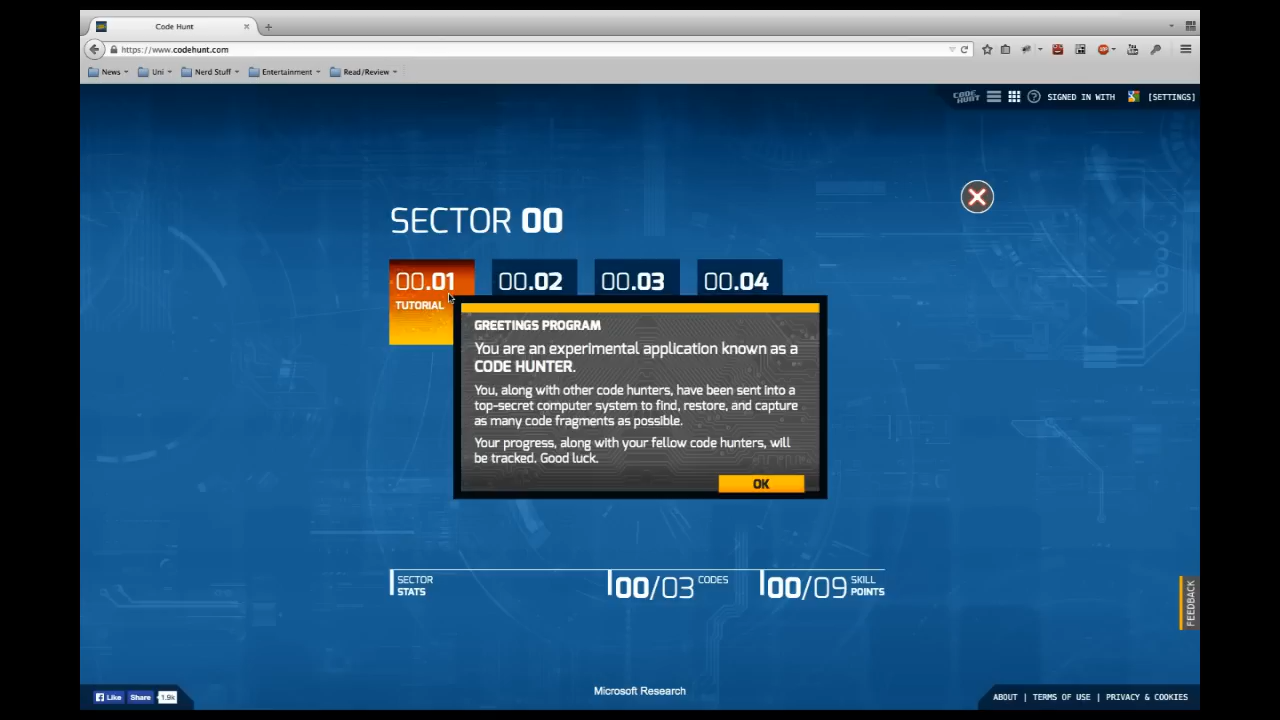 Code Hunt
https://www.codehunt.com
News
Uni
Nerd Stuff
Entertainment
Read/Review
CODE HUNT
SIGNED IN WITH
[SETTINGS]
SECTOR 00
00.01
TUTORIAL
00.02
00.03
00.04
GREETINGS PROGRAM
You are an experimental application known as a
CODE HUNTER.
You, along with other code hunters, have been sent into a
top-secret computer system to find, restore, and capture
as many code fragments as possible.
Your progress, along with your fellow code hunters, will
be tracked. Good luck.
OK
SECTOR
STATS
00/03 CODES
00/09 SKILL
POINTS
FEEDBACK
Like
Share
1.9k
Microsoft Research
ABOUT | TERMS OF USE | PRIVACY & COOKIES